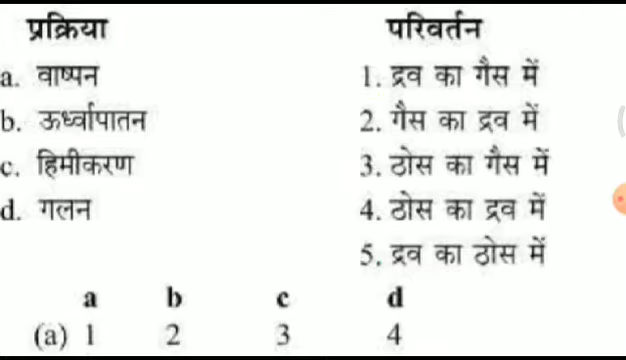 प्रक्रिया परिवर्तन
a. वाष्पन 1. द्रव का गैस में
b. ऊर्ध्वापातन 2. गैस का द्रव में
c. हिमीकरण 3. ठोस का गैस में
d. गलन 4. ठोस का द्रव में
5. द्रव का ठोस में
a b c d
(a) 1 2 3 4